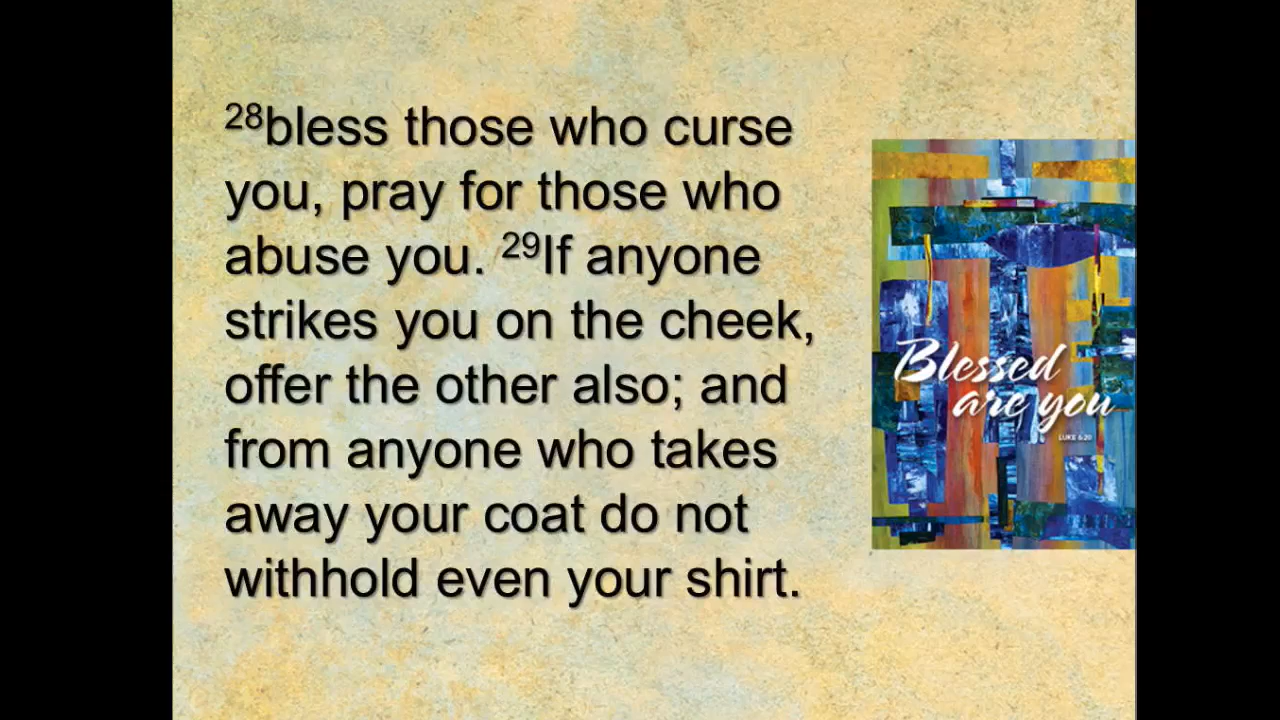 28bless those who curse
you, pray for those who
abuse you. 29If anyone
strikes you on the cheek,
offer the other also; and
from anyone who takes
away your coat do not
withhold even your shirt.
Blessed
are you
LUKE 6:20